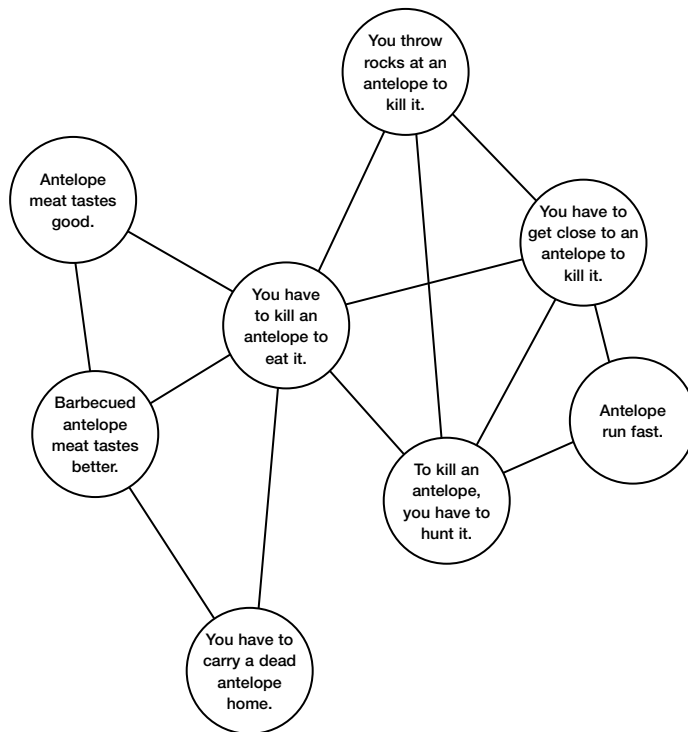 You throw
rocks at an
antelope to
kill it.
Antelope
meat tastes
good.
You have to
get close to an
antelope to
kill it.
You have
to kill an
antelope to
eat it.
Barbecued
antelope
meat tastes
better.
Antelope
run fast.
To kill an
antelope,
you have to
hunt it.
You have to
carry a dead
antelope
home.